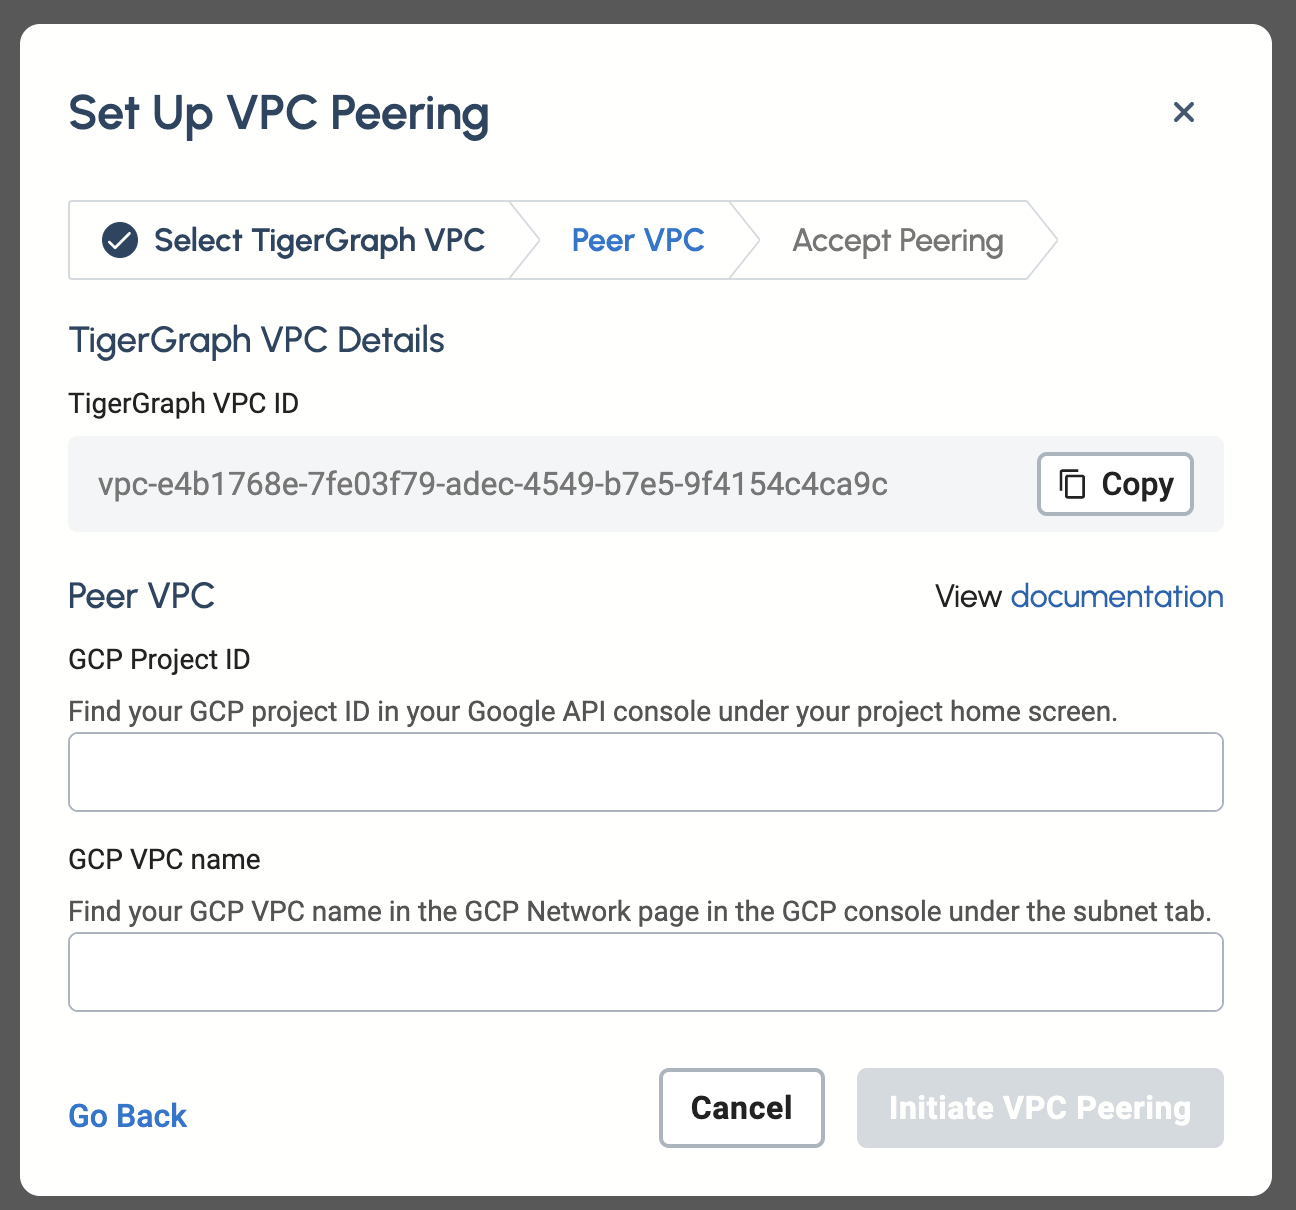 Set Up VPC Peering
Select TigerGraph VPC
Peer VPC
Accept Peering
TigerGraph VPC Details
TigerGraph VPC ID
vpc-e4b1768e-7fe03f79-adec-4549-b7e5-9f4154c4ca9c
Copy
Peer VPC
View documentation
GCP Project ID
Find your GCP project ID in your Google API console under your project home screen.
GCP VPC name
Find your GCP VPC name in the GCP Network page in the GCP console under the subnet tab.
Go Back
Cancel
Initiate VPC Peering